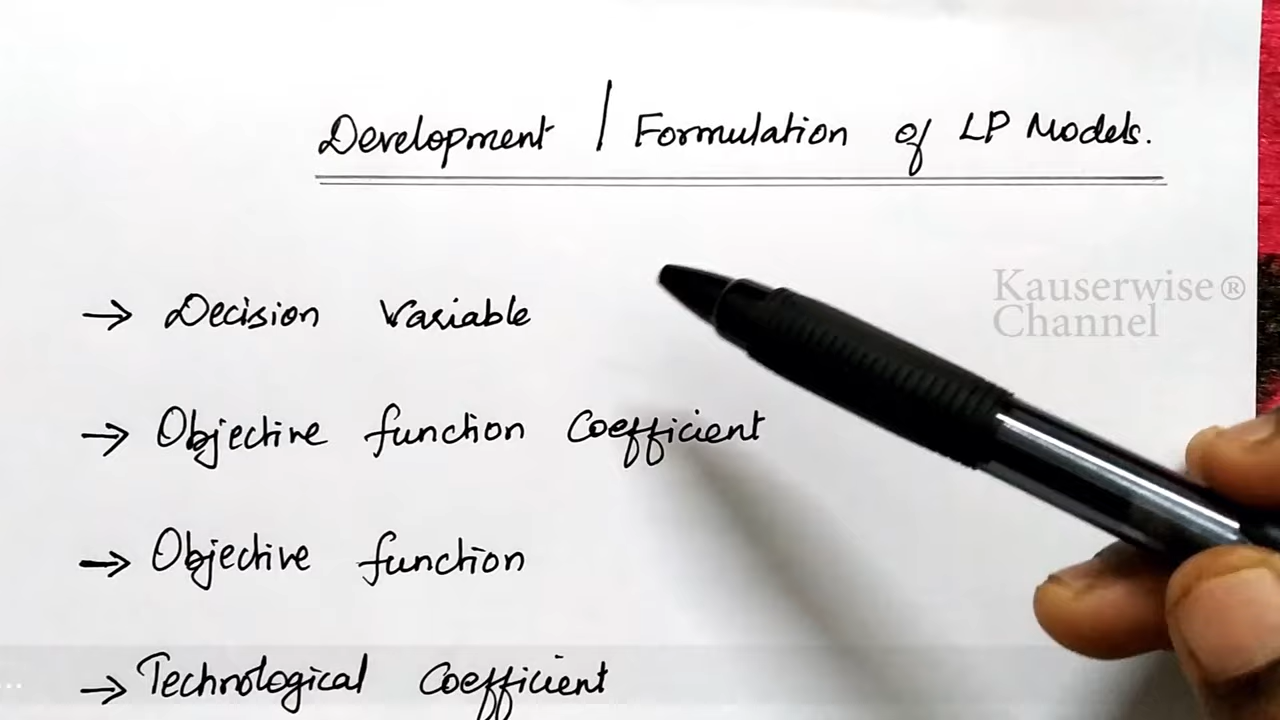 Development / Formulation of LP Models.
→ Decision Variable
Kauserwise®
Channel
→ Objective function Coefficient
→ Objective function
→ Technological Coefficient
...